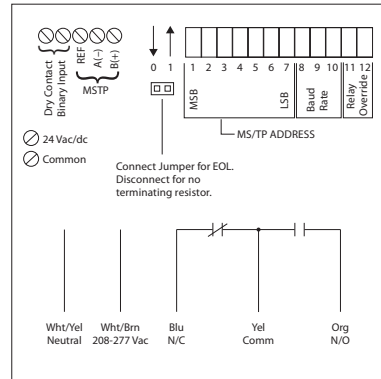 Dry Contact
Binary Input
REF
A(−)
B(+)
MSTP
0 1
1 2 3 4 5 6 7 8 9 10 11 12
MSB
LSB
Baud
Rate
Relay
Override
MS/TP ADDRESS
24 Vac/dc
Common
Connect Jumper for EOL.
Disconnect for no
terminating resistor.
Wht/Yel
Neutral
Wht/Brn
208-277 Vac
Blu
N/C
Yel
Comm
Org
N/O